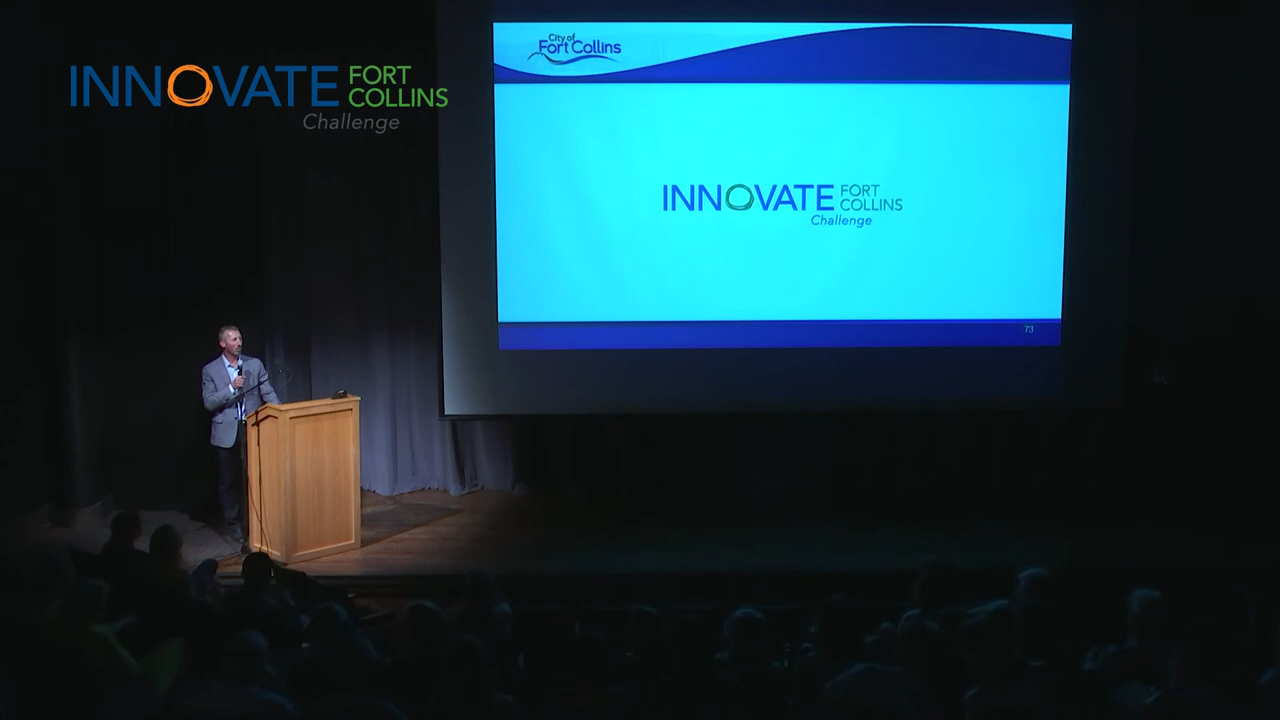 INNOVATE FORT
COLLINS
Challenge
City of
Fort Collins
INNOVATE FORT
COLLINS
Challenge
73